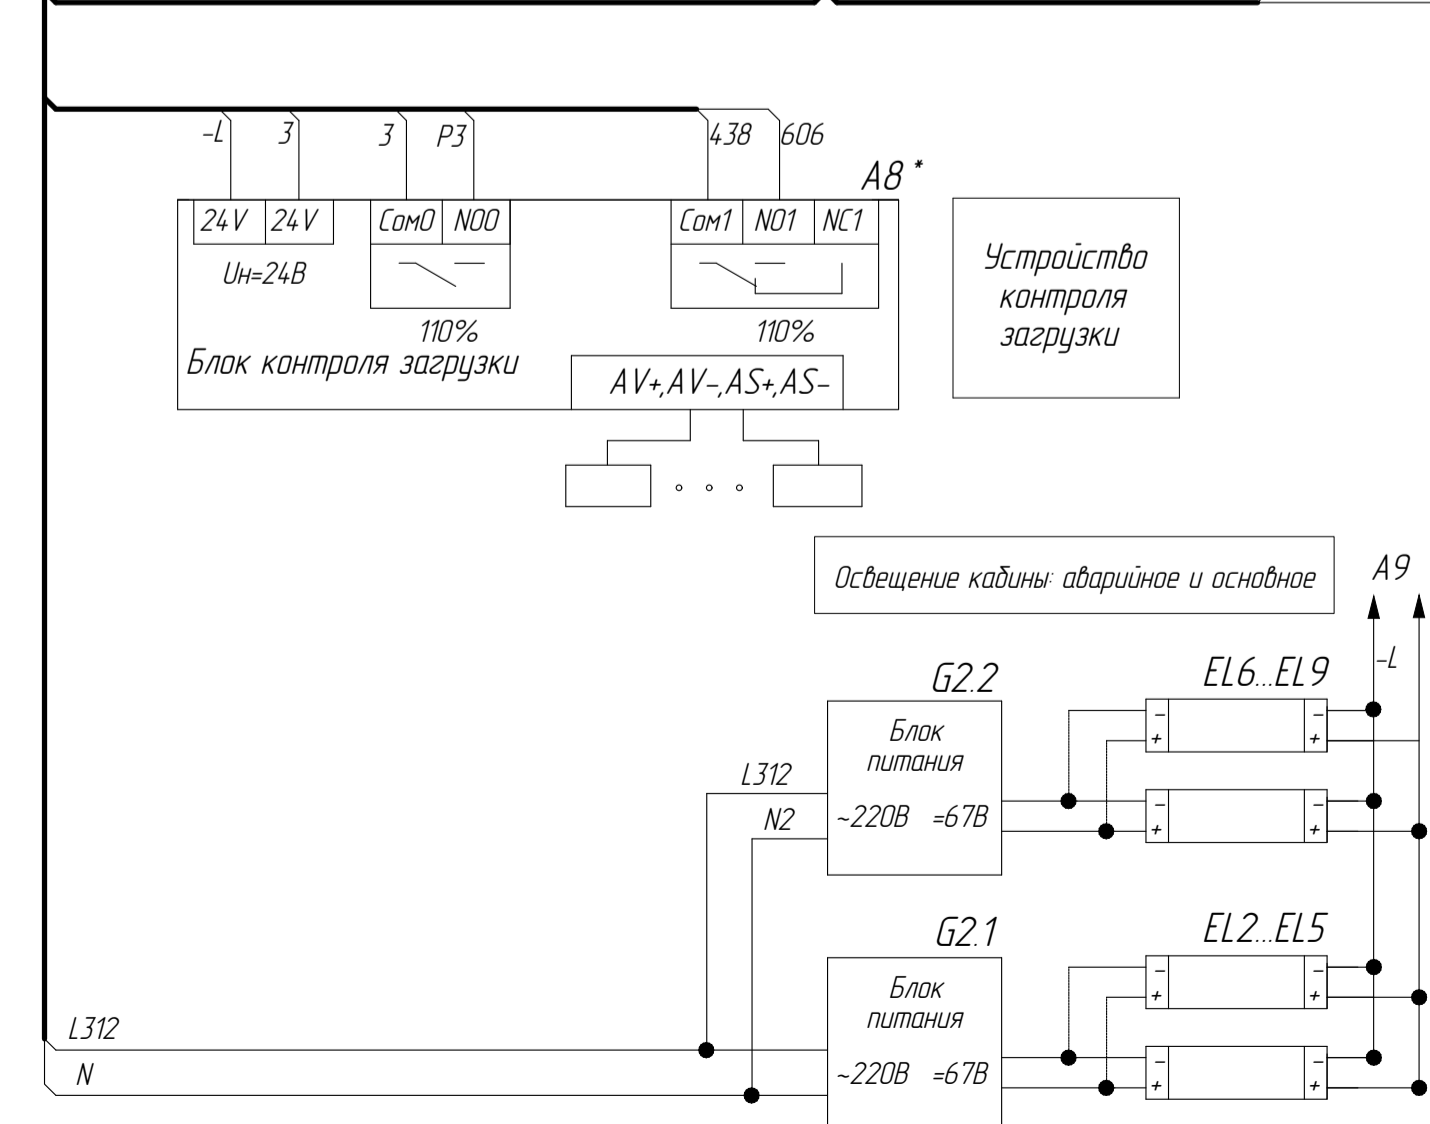 -L
3
3
P3
438
606
A8*
24V
24V
Com0
NO0
Com1
NO1
NC1
Uн=24В
110%
110%
Блок контроля загрузки
AV+,AV-,AS+,AS-
Устройство
контроля
загрузки
Освещение кабины: аварийное и основное
A9
-L
G2.2
EL6...EL9
Блок
питания
~220В =67В
L312
N2
- -
+ +
- -
+ +
G2.1
EL2...EL5
Блок
питания
~220В =67В
L312
N
- -
+ +
- -
+ +